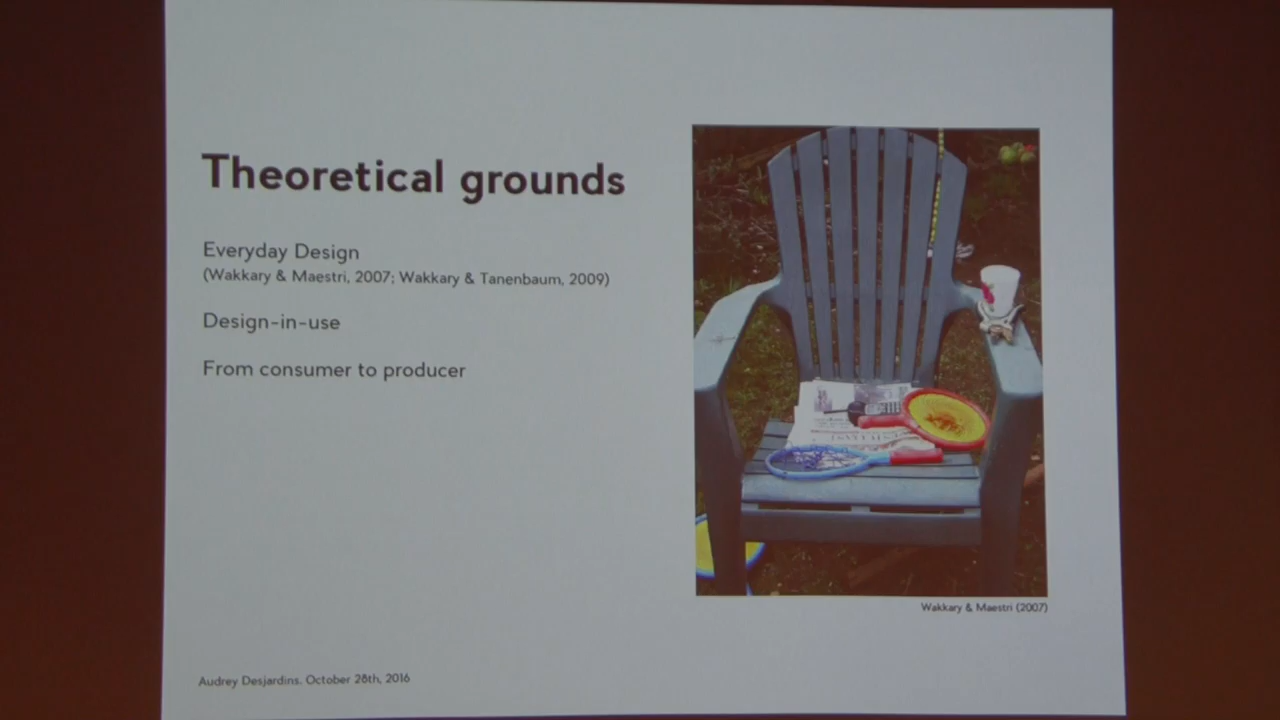 Theoretical grounds
Everyday Design
(Wakkary & Maestri, 2007; Wakkary & Tanenbaum, 2009)
Design-in-use
From consumer to producer
Wakkary & Maestri (2007)
Audrey Desjardins. October 28th, 2016